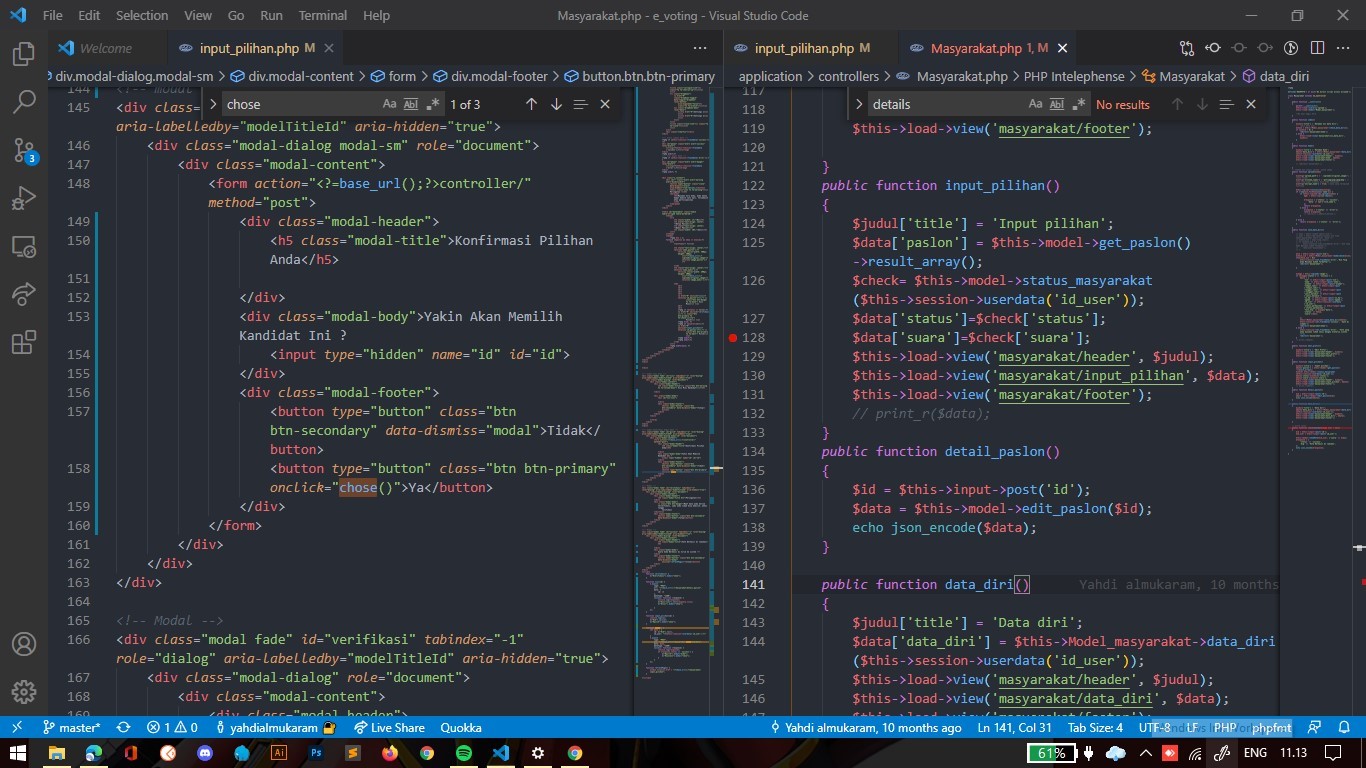 File Edit Selection View Go Run Terminal Help Masyarakat.php - e_voting - Visual Studio Code
Welcome input_pilihan.php M
div.modal-dialog.modal-sm > div.modal-content > form > div.modal-footer > button.btn.btn-primary
chose Aa Abl .* 1 of 3
144 <!-- modal
145 <div class=
aria-labelledby="modelTitleId" aria-hidden="true">
146 <div class="modal-dialog modal-sm" role="document">
147 <div class="modal-content">
148 <form action="<?=base_url();?>controller/"
method="post">
149 <div class="modal-header">
150 <h5 class="modal-title">Konfirmasi Pilihan
Anda</h5>
151
152 </div>
153 <div class="modal-body">Yakin Akan Memilih
Kandidat Ini ?
154 <input type="hidden" name="id" id="id">
155 </div>
156 <div class="modal-footer">
157 <button type="button" class="btn
btn-secondary" data-dismiss="modal">Tidak</
button>
158 <button type="button" class="btn btn-primary"
onclick="chose()">Ya</button>
159 </div>
160 </form>
161 </div>
162 </div>
163 </div>
164
165 <!-- Modal -->
166 <div class="modal fade" id="verifikasi" tabindex="-1"
role="dialog" aria-labelledby="modelTitleId" aria-hidden="true">
167 <div class="modal-dialog" role="document">
168 <div class="modal-content">
169 <div class="modal-header">
input_pilihan.php M Masyarakat.php 1, M
application > controllers > Masyarakat.php > PHP Intelephense > Masyarakat > data_diri
details Aa Abl .* No results
117
118
119 $this->load->view('masyarakat/footer');
120
121 }
122 public function input_pilihan()
123 {
124 $judul['title'] = 'Input pilihan';
125 $data['paslon'] = $this->model->get_paslon()
->result_array();
126 $check= $this->model->status_masyarakat
($this->session->userdata('id_user'));
127 $data['status']=$check['status'];
128 $data['suara']=$check['suara'];
129 $this->load->view('masyarakat/header', $judul);
130 $this->load->view('masyarakat/input_pilihan', $data);
131 $this->load->view('masyarakat/footer');
132 // print_r($data);
133 }
134 public function detail_paslon()
135 {
136 $id = $this->input->post('id');
137 $data = $this->model->edit_paslon($id);
138 echo json_encode($data);
139 }
140
141 public function data_diri() Yahdi almukaram, 10 months
142 {
143 $judul['title'] = 'Data diri';
144 $data['data_diri'] = $this->Model_masyarakat->data_diri
($this->session->userdata('id_user'));
145 $this->load->view('masyarakat/header', $judul);
146 $this->load->view('masyarakat/data_diri', $data);
147 $this->load->view('masyarakat/footer');
3
master* 1 0 yahdialmukaram Live Share Quokka Yahdi almukaram, 10 months ago Ln 141, Col 31 Tab Size: 4 UTF-8 LF PHP phpfmt
Ai Ps 61% ENG 11.13